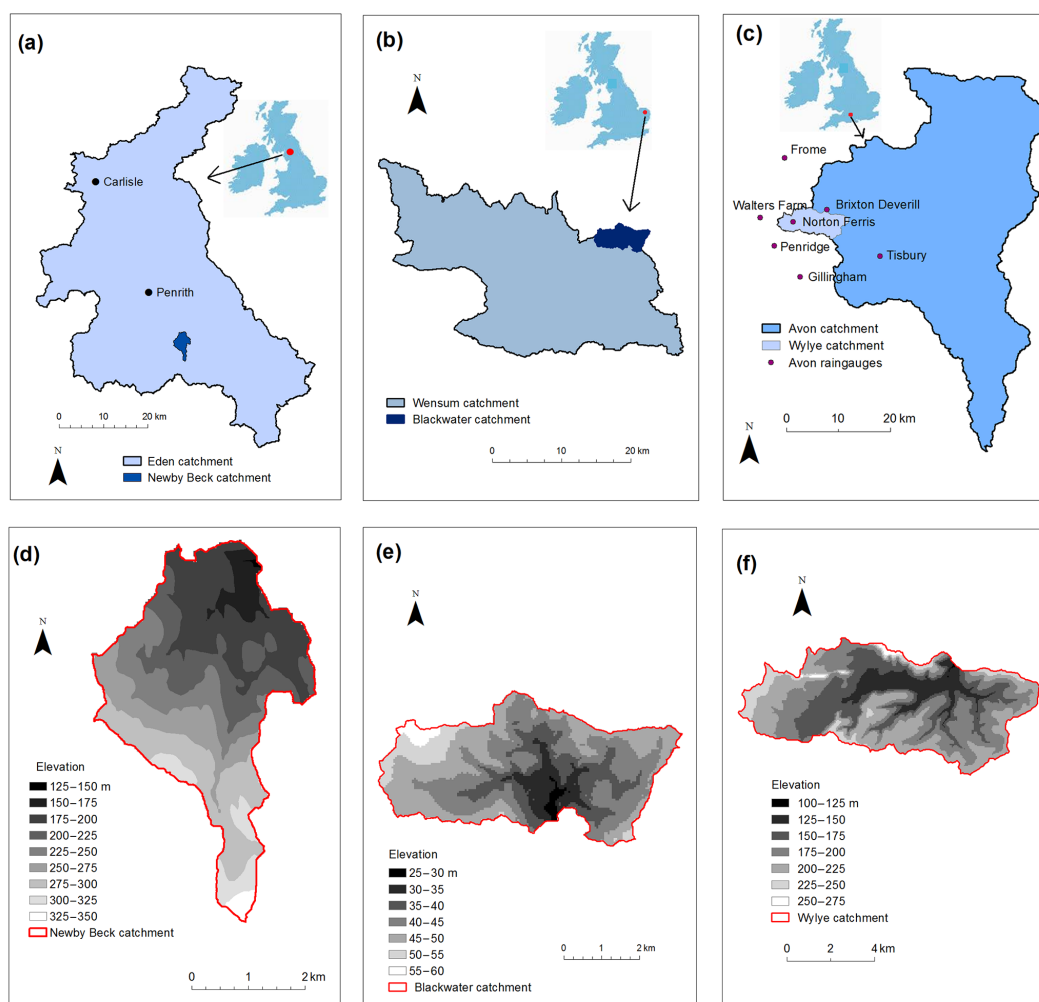 (a)
Carlisle
Penrith
0 10 20 km
N
Eden catchment
Newby Beck catchment
(b)
N
Wensum catchment
Blackwater catchment
0 10 20 km
(c)
Frome
Walters Farm
Brixton Deverill
Norton Ferris
Penridge
Tisbury
Gillingham
Avon catchment
Wylye catchment
Avon raingauges
0 10 20 km
N
(d)
N
Elevation
125–150 m
150–175
175–200
200–225
225–250
250–275
275–300
300–325
325–350
Newby Beck catchment
0 1 2 km
(e)
N
Elevation
25–30 m
30–35
35–40
40–45
45–50
50–55
55–60
Blackwater catchment
0 1 2 km
(f)
N
Elevation
100–125 m
125–150
150–175
175–200
200–225
225–250
250–275
Wylye catchment
0 2 4 km